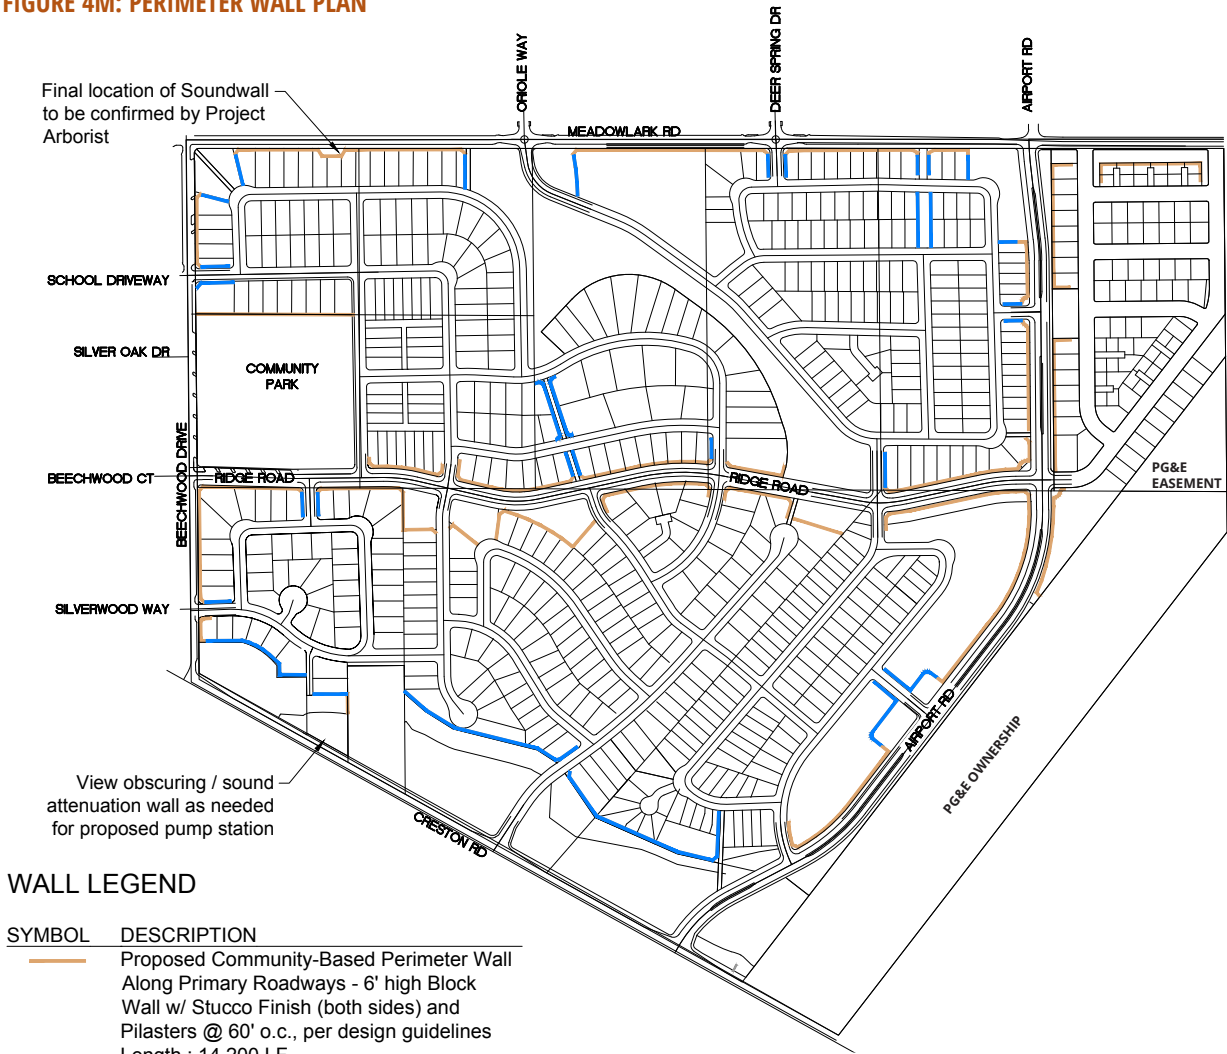 FIGURE 4M: PERIMETER WALL PLAN
ORIOLE WAY
DEER SPRING DR
AIRPORT RD
Final location of Soundwall
to be confirmed by Project
Arborist
MEADOWLARK RD
SCHOOL DRIVEWAY
SILVER OAK DR
COMMUNITY
PARK
BEECHWOOD DRIVE
BEECHWOOD CT
RIDGE ROAD
RIDGE ROAD
PG&E
EASEMENT
SILVERWOOD WAY
AIRPORT RD
PG&E OWNERSHIP
View obscuring / sound
attenuation wall as needed
for proposed pump station
CRESTON RD
WALL LEGEND
SYMBOL DESCRIPTION
Proposed Community-Based Perimeter Wall
Along Primary Roadways - 6' high Block
Wall w/ Stucco Finish (both sides) and
Pilasters @ 60' o.c., per design guidelines
Length : 14,200 LF